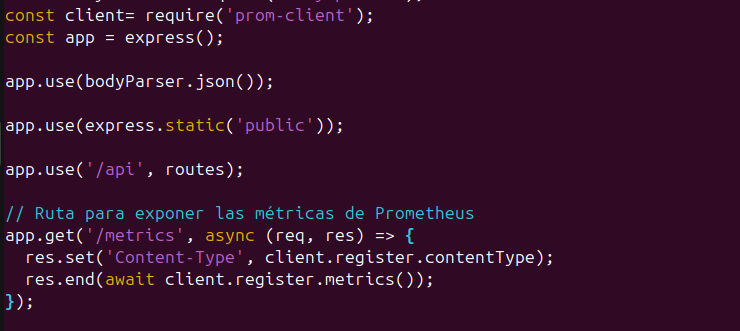 const client= require('prom-client');
const app = express();
app.use(bodyParser.json());
app.use(express.static('public'));
app.use('/api', routes);
// Ruta para exponer las métricas de Prometheus
app.get('/metrics', async (req, res) => {
  res.set('Content-Type', client.register.contentType);
  res.end(await client.register.metrics());
});